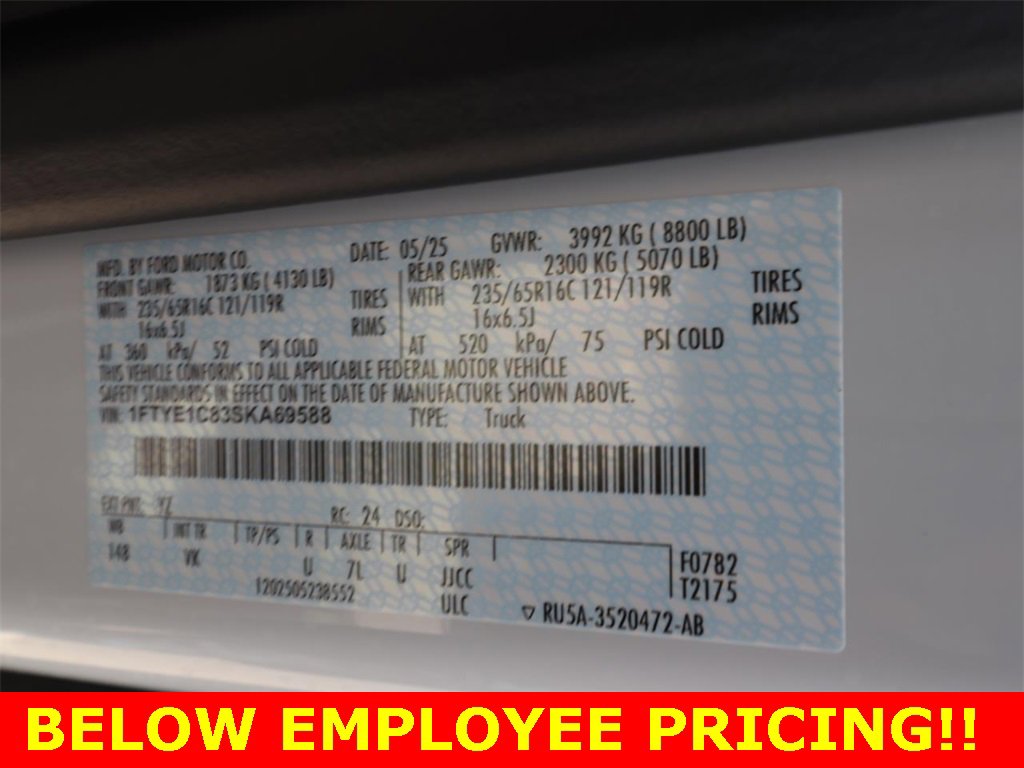 MFD. BY FORD MOTOR CO. DATE: 05/25 GVWR: 3992 KG ( 8800 LB)
FRONT GAWR: 1873 KG ( 4130 LB) REAR GAWR: 2300 KG ( 5070 LB)
WITH 235/65R16C 121/119R TIRES WITH 235/65R16C 121/119R TIRES
16x6.5J RIMS 16x6.5J RIMS
AT 360 kPa/ 52 PSI COLD AT 520 kPa/ 75 PSI COLD
THIS VEHICLE CONFORMS TO ALL APPLICABLE FEDERAL MOTOR VEHICLE
SAFETY STANDARDS IN EFFECT ON THE DATE OF MANUFACTURE SHOWN ABOVE.
VIN: 1FTYE1C83SKA69588 TYPE: Truck
EXT PNT: YZ RC: 24 DSO:
WB INT TR TP/PS R AXLE TR SPR F0782
148 VK U 7L U JJCC T2175
1202505238552 ULC ▽ RU5A-3520472-AB
BELOW EMPLOYEE PRICING!!